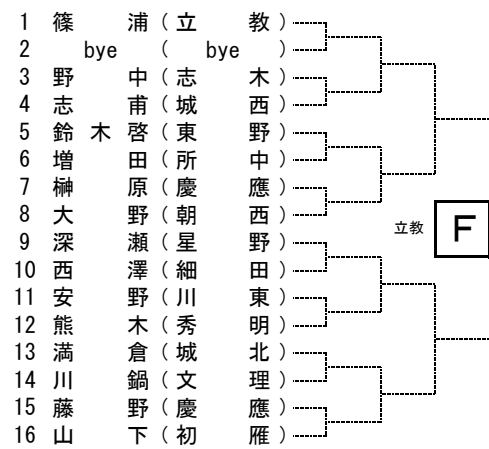 1 篠浦(立教)
2 bye(bye)
3 野中(志木)
4 志甫(城西)
5 鈴木啓(東野)
6 増田(所中)
7 榊原(慶應)
8 大野(朝西)
立教 F
9 深瀬(星野)
10 西澤(細田)
11 安野(川東)
12 熊木(秀明)
13 満倉(城北)
14 川鍋(文理)
15 藤野(慶應)
16 山下(初雁)